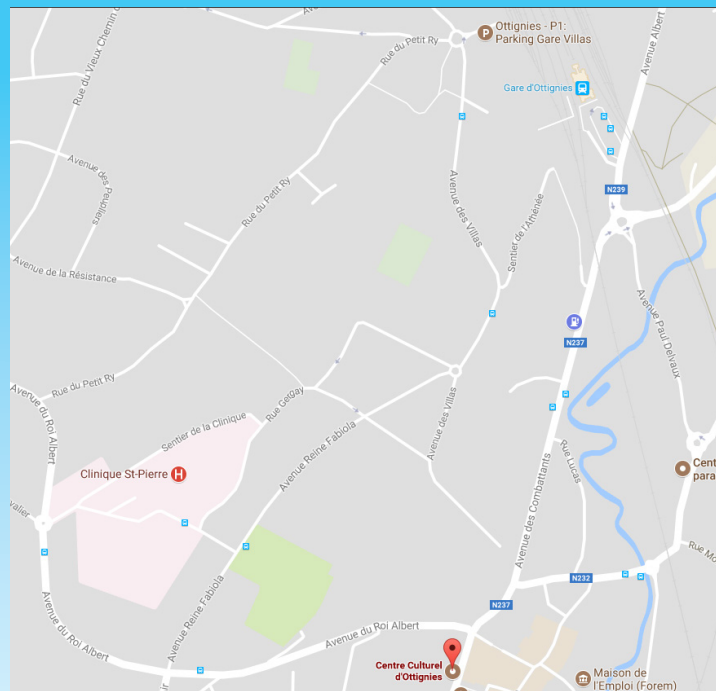 Ottignies - P1:
Parking Gare Villas
Rue du Petit Ry
Avenue Albert
Rue du Vieux Chemin
Gare d'Ottignies
Avenue des Peupliers
Avenue des Villas
N239
Rue du Petit Ry
Sentier de l'Amenée
Avenue de la Résistance
Avenue Paul Delvaux
N237
Rue du Petit Ry
Avenue du Roi Albert
Rue Gergay
Sentier de la Clinique
Avenue des Villas
Avenue Reine Fabiola
Rue Lucas
Clinique St-Pierre
H
Cent
para
Avenue des Combattants
Rue Mo
N232
Avenue Reine Fabiola
N237
Avenue du Roi Albert
Avenue du Roi Albert
Centre Culturel
d'Ottignies
Maison de
l'Emploi (Forem)